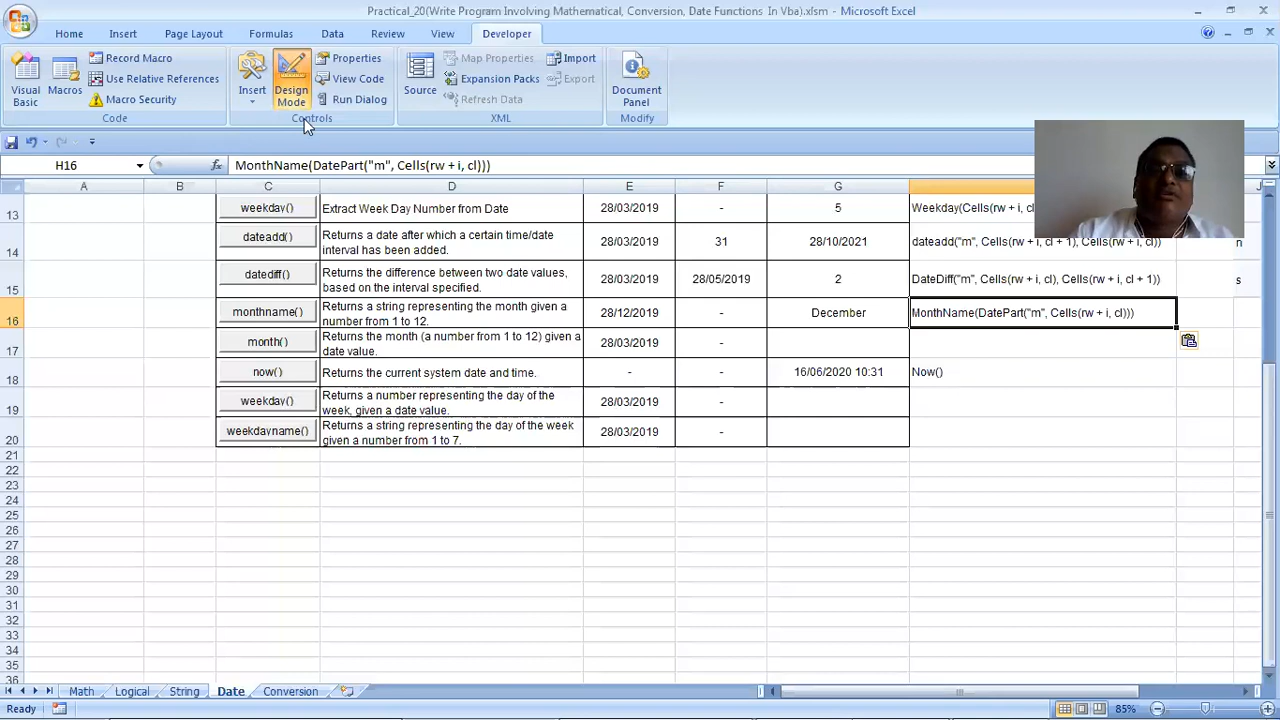 Practical_20(Write Program Involving Mathematical, Conversion, Date Functions In Vba).xlsm - Microsoft Excel
Home Insert Page Layout Formulas Data Review View Developer
Visual Basic
Macros
Record Macro
Use Relative References
Macro Security
Code
Insert
Design Mode
Properties
View Code
Run Dialog
Controls
Source
Map Properties
Expansion Packs
Refresh Data
Import
Export
XML
Document Panel
Modify
H16 fx MonthName(DatePart("m", Cells(rw + i, cl)))
A B C D E F G
13 weekday() Extract Week Day Number from Date 28/03/2019 - 5 Weekday(Cells(rw + i, cl
14 dateadd() Returns a date after which a certain time/date interval has been added. 28/03/2019 31 28/10/2021 dateadd("m", Cells(rw + i, cl + 1), Cells(rw + i, cl)) n
15 datediff() Returns the difference between two date values, based on the interval specified. 28/03/2019 28/05/2019 2 DateDiff("m", Cells(rw + i, cl), Cells(rw + i, cl + 1)) s
16 monthname() Returns a string representing the month given a number from 1 to 12. 28/12/2019 - December MonthName(DatePart("m", Cells(rw + i, cl)))
17 month() Returns the month (a number from 1 to 12) given a date value. 28/03/2019 -
18 now() Returns the current system date and time. - - 16/06/2020 10:31 Now()
19 weekday() Returns a number representing the day of the week, given a date value. 28/03/2019 -
20 weekdayname() Returns a string representing the day of the week given a number from 1 to 7. 28/03/2019 -
21
22
23
24
25
26
27
28
29
30
31
32
33
34
35
36
Math Logical String Date Conversion
Ready 85%